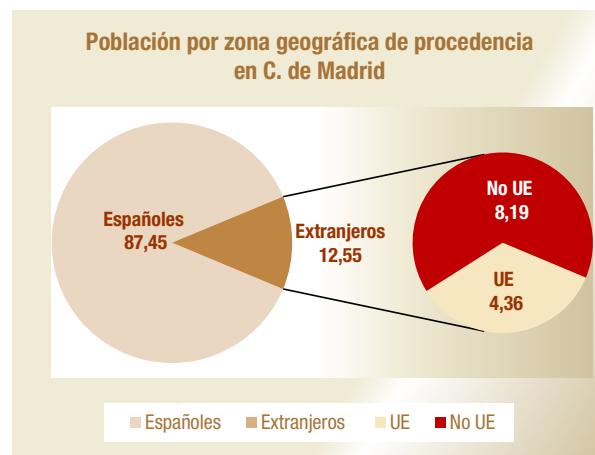 Población por zona geográfica de procedencia
en C. de Madrid
Españoles
87,45
Extranjeros
12,55
No UE
8,19
UE
4,36
Españoles
Extranjeros
UE
No UE